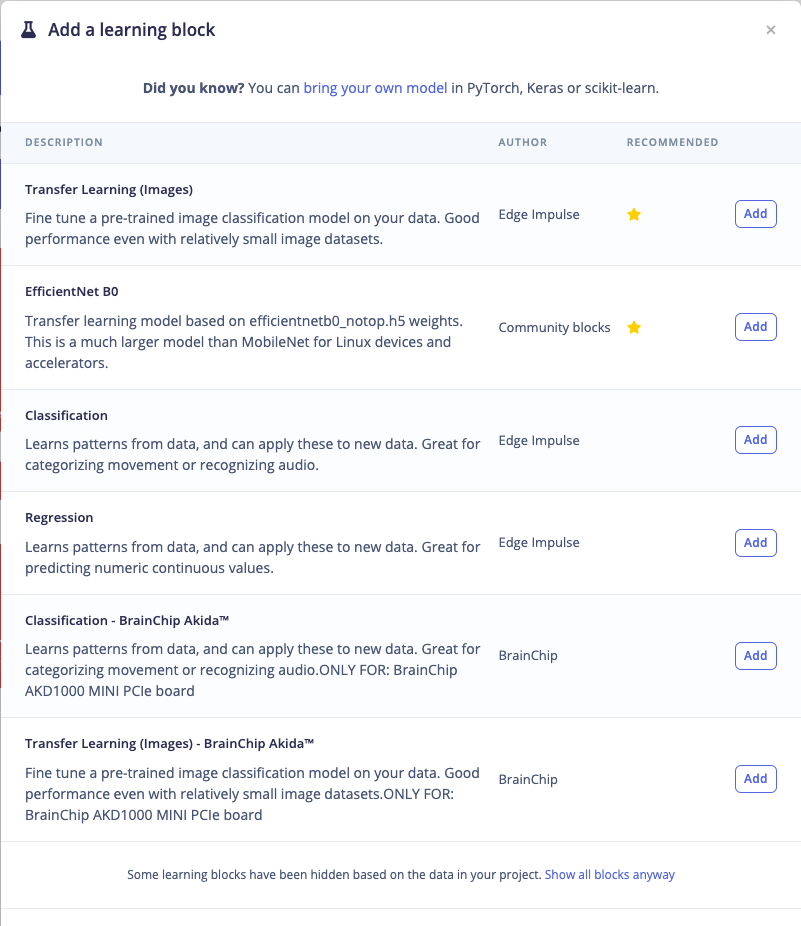 Add a learning block
×
Did you know? You can bring your own model in PyTorch, Keras or scikit-learn.
DESCRIPTION AUTHOR RECOMMENDED
Transfer Learning (Images)
Fine tune a pre-trained image classification model on your data. Good
performance even with relatively small image datasets.
Edge Impulse
Add
EfficientNet B0
Transfer learning model based on efficientnetb0_notop.h5 weights.
This is a much larger model than MobileNet for Linux devices and
accelerators.
Community blocks
Add
Classification
Learns patterns from data, and can apply these to new data. Great for
categorizing movement or recognizing audio.
Edge Impulse
Add
Regression
Learns patterns from data, and can apply these to new data. Great for
predicting numeric continuous values.
Edge Impulse
Add
Classification - BrainChip Akida™
Learns patterns from data, and can apply these to new data. Great for
categorizing movement or recognizing audio.ONLY FOR: BrainChip
AKD1000 MINI PCIe board
BrainChip
Add
Transfer Learning (Images) - BrainChip Akida™
Fine tune a pre-trained image classification model on your data. Good
performance even with relatively small image datasets.ONLY FOR:
BrainChip AKD1000 MINI PCIe board
BrainChip
Add
Some learning blocks have been hidden based on the data in your project. Show all blocks anyway